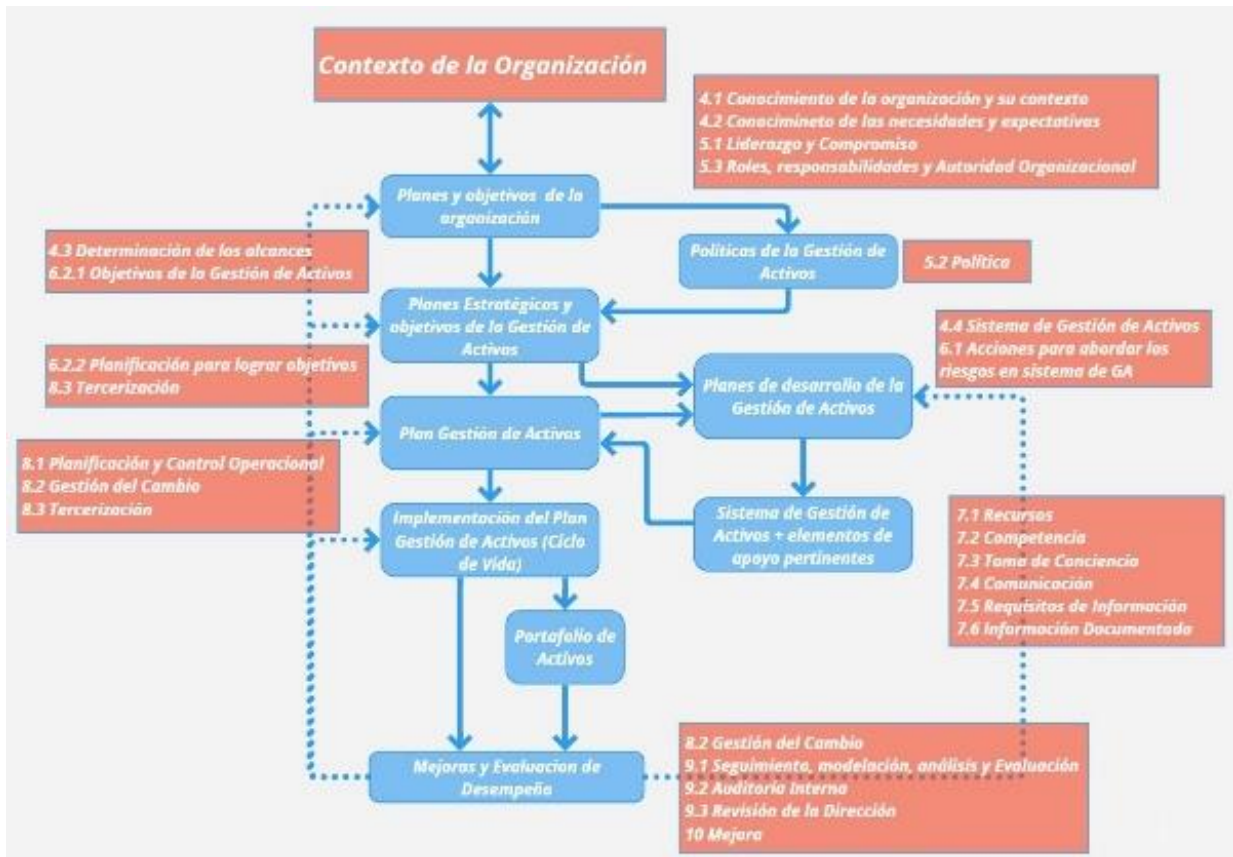 Contexto de la Organización
4.1 Conocimiento de la organización y su contexto
4.2 Conocimineto de las necesidades y expectativas
5.1 Liderazgo y Compromiso
5.3 Roles, responsabilidades y Autoridad Organizacional
Planes y objetivos de la
organización
Políticas de la Gestión de
Activos
5.2 Política
4.3 Determinación de los alcances
6.2.1 Objetivos de la Gestión de Activos
Planes Estratégicos y
objetivos de la Gestión de
Activos
4.4 Sistema de Gestión de Activos
6.1 Acciones para abordar los
riesgos en sistema de GA
6.2.2 Planificación para lograr objetivos
8.3 Tercerización
Planes de desarrollo de la
Gestión de Activos
Plan Gestión de Activos
8.1 Planificación y Control Operacional
8.2 Gestión del Cambio
8.3 Tercerización
Implementación del Plan
Gestión de Activos (Ciclo
de Vida)
Sistema de Gestión de
Activos + elementos de
apoyo pertinentes
7.1 Recursos
7.2 Competencia
7.3 Toma de Conciencia
7.4 Comunicación
7.5 Requisitos de Información
7.6 Información Documentada
Portafolio de
Activos
Mejoras y Evaluacion de
Desempeño
8.2 Gestión del Cambio
9.1 Seguimiento, modelación, análisis y Evaluación
9.2 Auditoría Interna
9.3 Revisión de la Dirección
10 Mejora